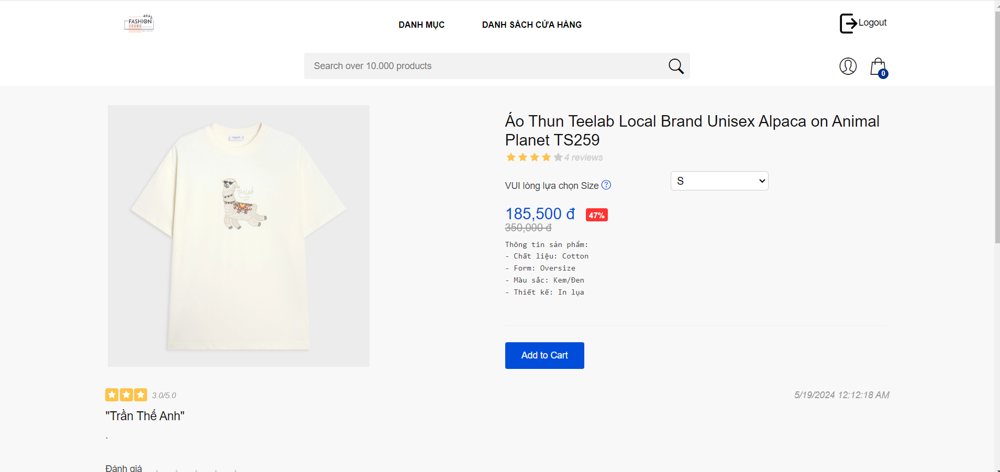 FASHION
STORE
DANH MỤC
DANH SÁCH CỬA HÀNG
Logout
Search over 10.000 products
0
TeeLab
Áo Thun Teelab Local Brand Unisex Alpaca on Animal
Planet TS259
4 reviews
VUI lòng lựa chọn Size ?
S
185,500 đ 47%
350,000 đ
Thông tin sản phẩm:
- Chất liệu: Cotton
- Form: Oversize
- Màu sắc: Kem/Đen
- Thiết kế: In lụa
Add to Cart
3.0/5.0
5/19/2024 12:12:18 AM
"Trần Thế Anh"
.
Đánh giá